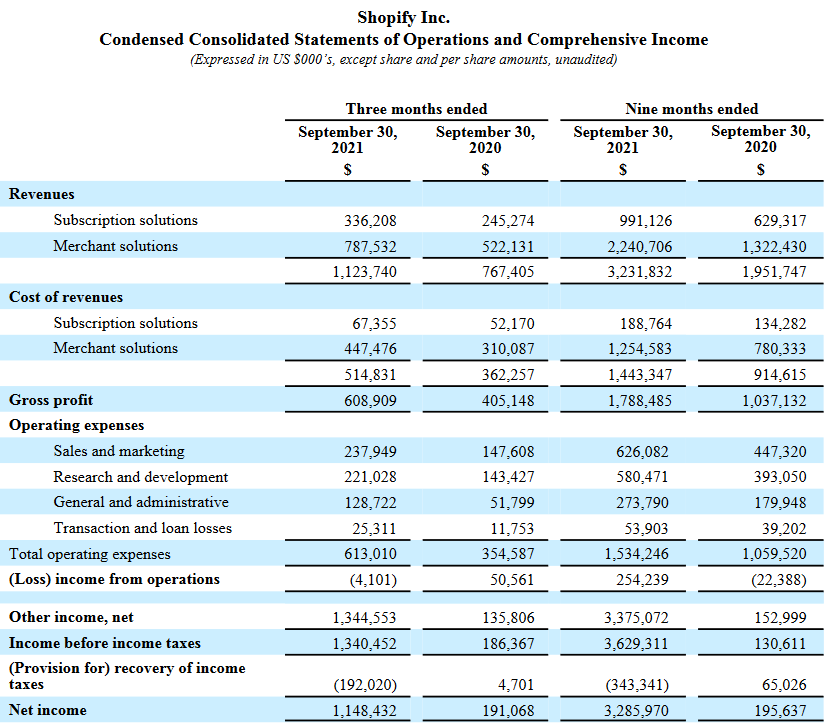 Shopify Inc.
Condensed Consolidated Statements of Operations and Comprehensive Income
(Expressed in US $000’s, except share and per share amounts, unaudited)
Three months ended Nine months ended
September 30, 2021 September 30, 2020 September 30, 2021 September 30, 2020
$ $ $ $
Revenues
Subscription solutions 336,208 245,274 991,126 629,317
Merchant solutions 787,532 522,131 2,240,706 1,322,430
1,123,740 767,405 3,231,832 1,951,747
Cost of revenues
Subscription solutions 67,355 52,170 188,764 134,282
Merchant solutions 447,476 310,087 1,254,583 780,333
514,831 362,257 1,443,347 914,615
Gross profit 608,909 405,148 1,788,485 1,037,132
Operating expenses
Sales and marketing 237,949 147,608 626,082 447,320
Research and development 221,028 143,427 580,471 393,050
General and administrative 128,722 51,799 273,790 179,948
Transaction and loan losses 25,311 11,753 53,903 39,202
Total operating expenses 613,010 354,587 1,534,246 1,059,520
(Loss) income from operations (4,101) 50,561 254,239 (22,388)
Other income, net 1,344,553 135,806 3,375,072 152,999
Income before income taxes 1,340,452 186,367 3,629,311 130,611
(Provision for) recovery of income
taxes (192,020) 4,701 (343,341) 65,026
Net income 1,148,432 191,068 3,285,970 195,637